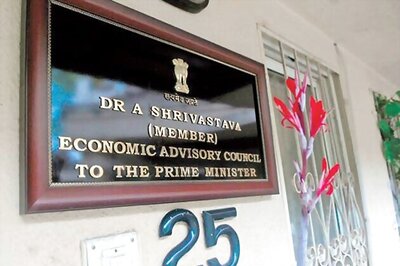 सत्यमेव जयते
DR A SHRIVASTAVA
(MEMBER)
ECONOMIC ADVISORY COUNCIL
TO THE PRIME MINISTER
25